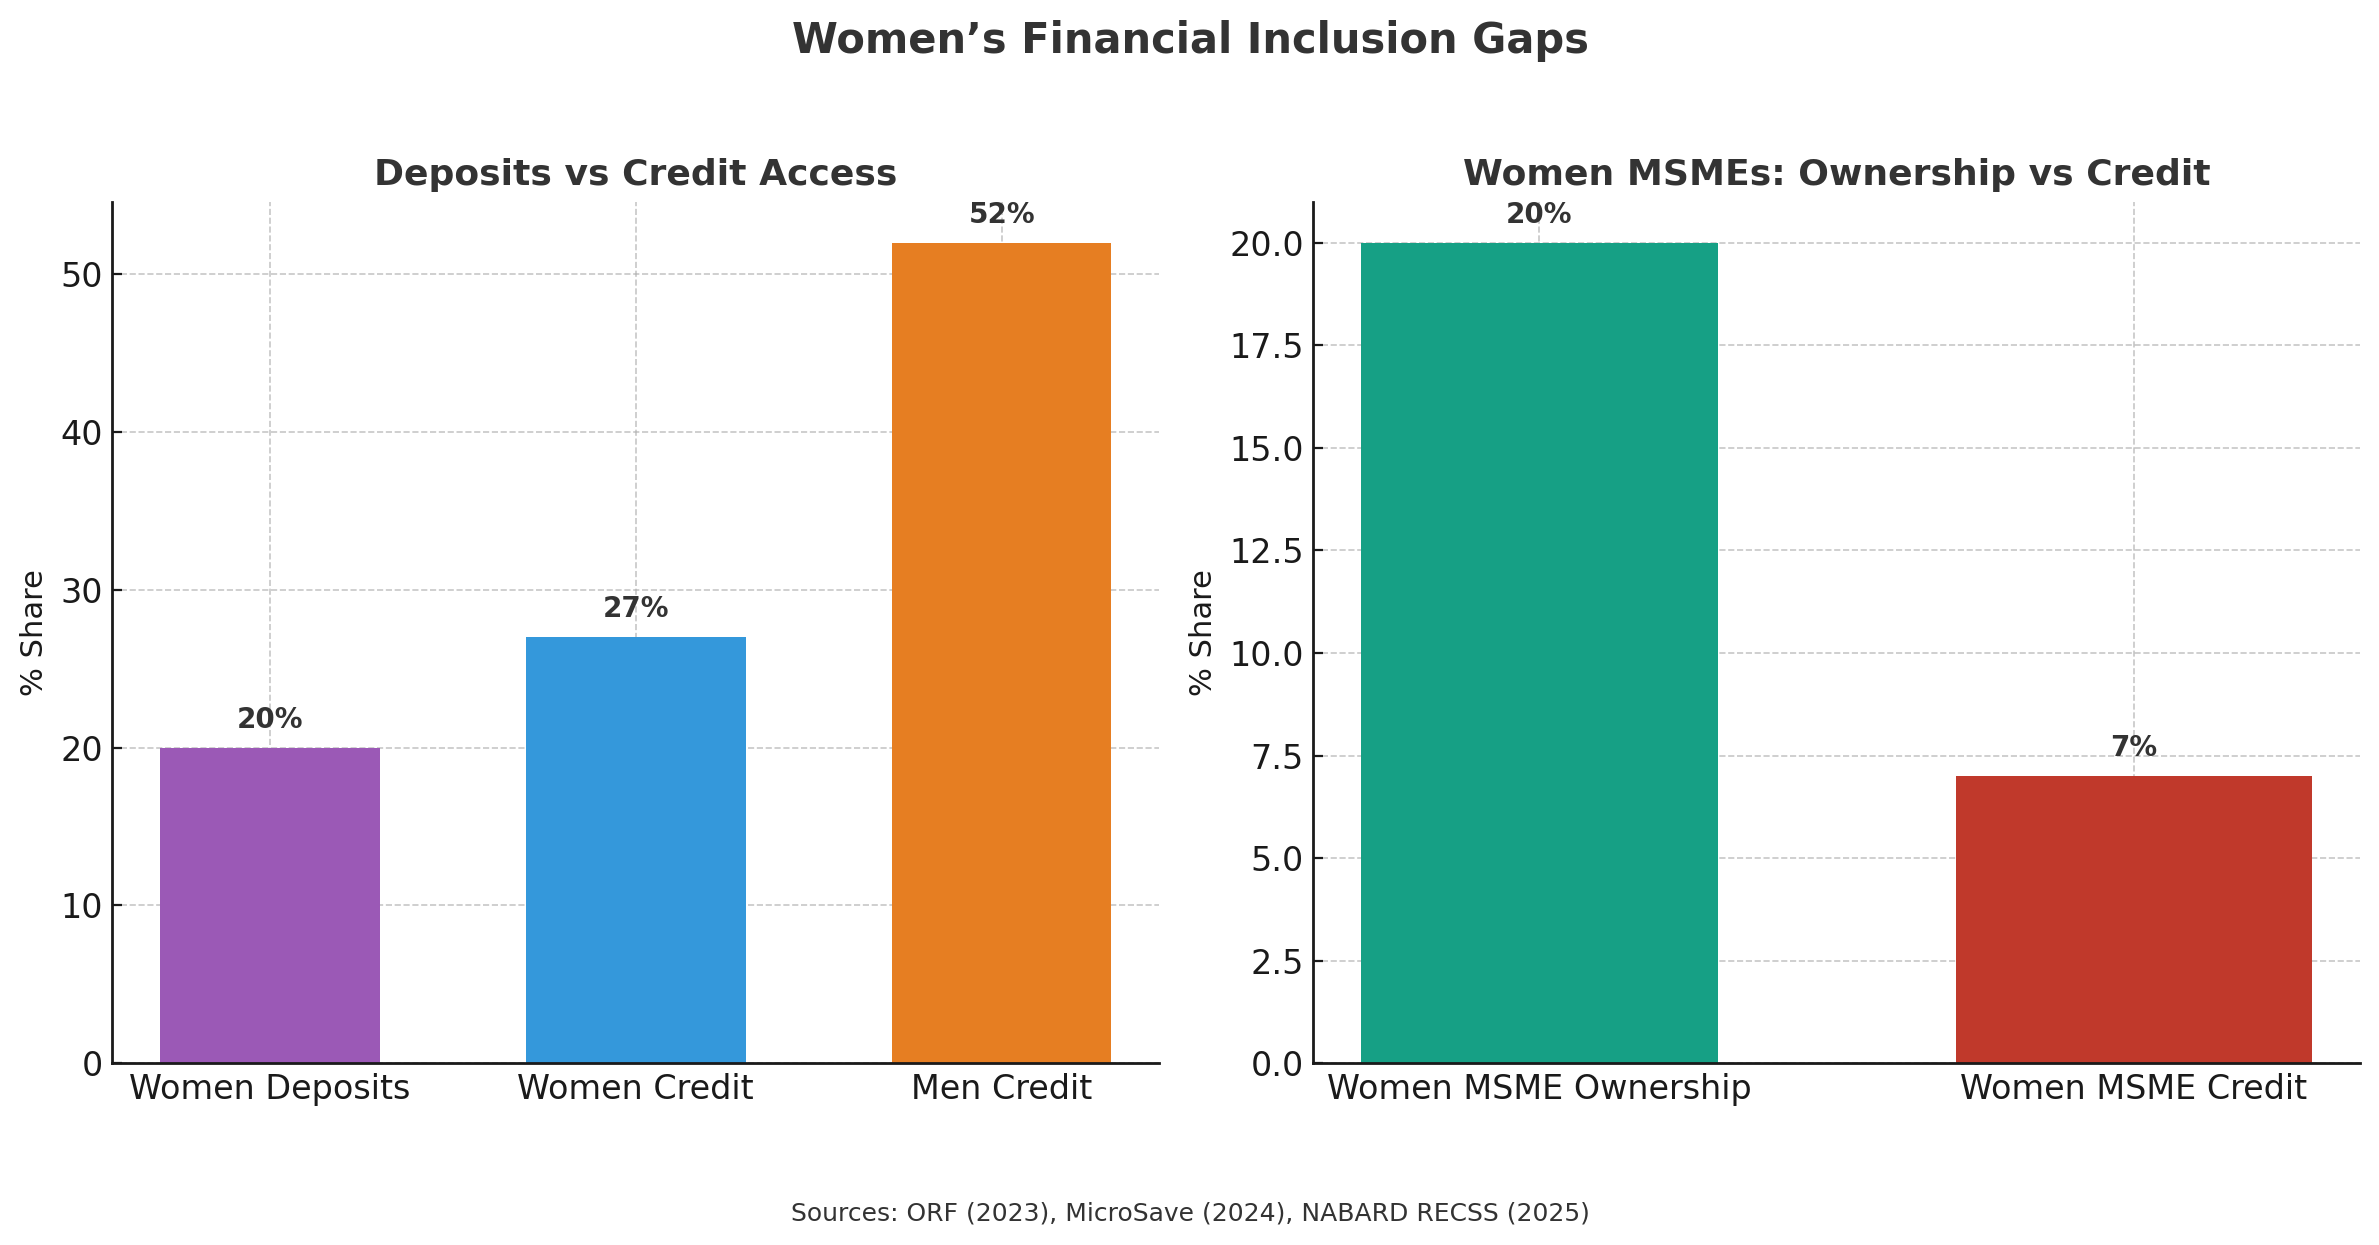 Women’s Financial Inclusion Gaps
Deposits vs Credit Access
% Share
50
40
30
20
10
0
20%
27%
52%
Women Deposits
Women Credit
Men Credit
Women MSMEs: Ownership vs Credit
% Share
20.0
17.5
15.0
12.5
10.0
7.5
5.0
2.5
0.0
20%
7%
Women MSME Ownership
Women MSME Credit
Sources: ORF (2023), MicroSave (2024), NABARD RECSS (2025)